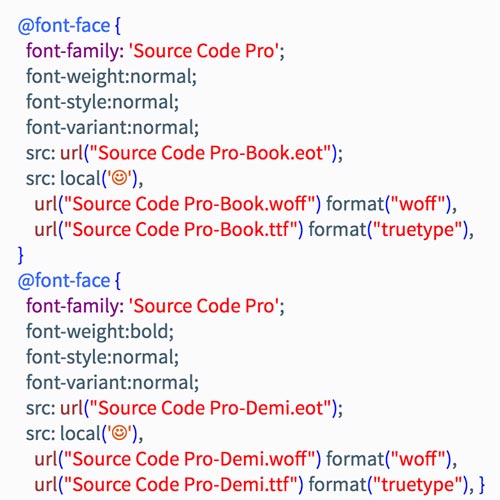 @font-face {
font-family: 'Source Code Pro';
font-weight:normal;
font-style:normal;
font-variant:normal;
src: url("Source Code Pro-Book.eot");
src: local('☺'),
url("Source Code Pro-Book.woff") format("woff"),
url("Source Code Pro-Book.ttf") format("truetype"),
}
@font-face {
font-family: 'Source Code Pro';
font-weight:bold;
font-style:normal;
font-variant:normal;
src: url("Source Code Pro-Demi.eot");
src: local('☺'),
url("Source Code Pro-Demi.woff") format("woff"),
url("Source Code Pro-Demi.ttf") format("truetype"), }